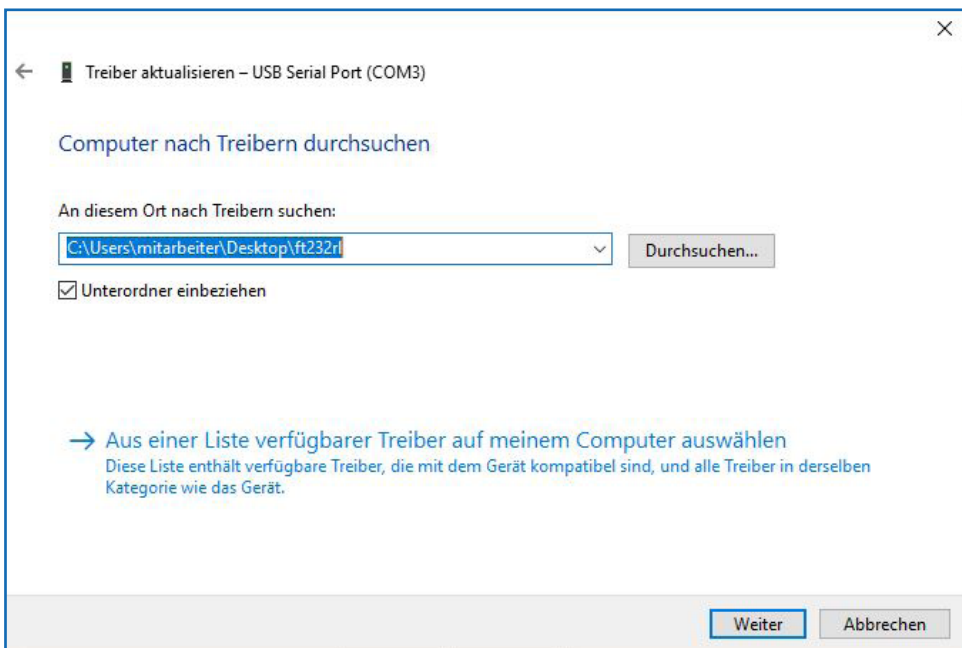 Treiber aktualisieren – USB Serial Port (COM3)
Computer nach Treibern durchsuchen
An diesem Ort nach Treibern suchen:
C:\Users\mitarbeiter\Desktop\ft232rl
Durchsuchen...
Unterordner einbeziehen
Aus einer Liste verfügbarer Treiber auf meinem Computer auswählen
Diese Liste enthält verfügbare Treiber, die mit dem Gerät kompatibel sind, und alle Treiber in derselben
Kategorie wie das Gerät.
Weiter
Abbrechen